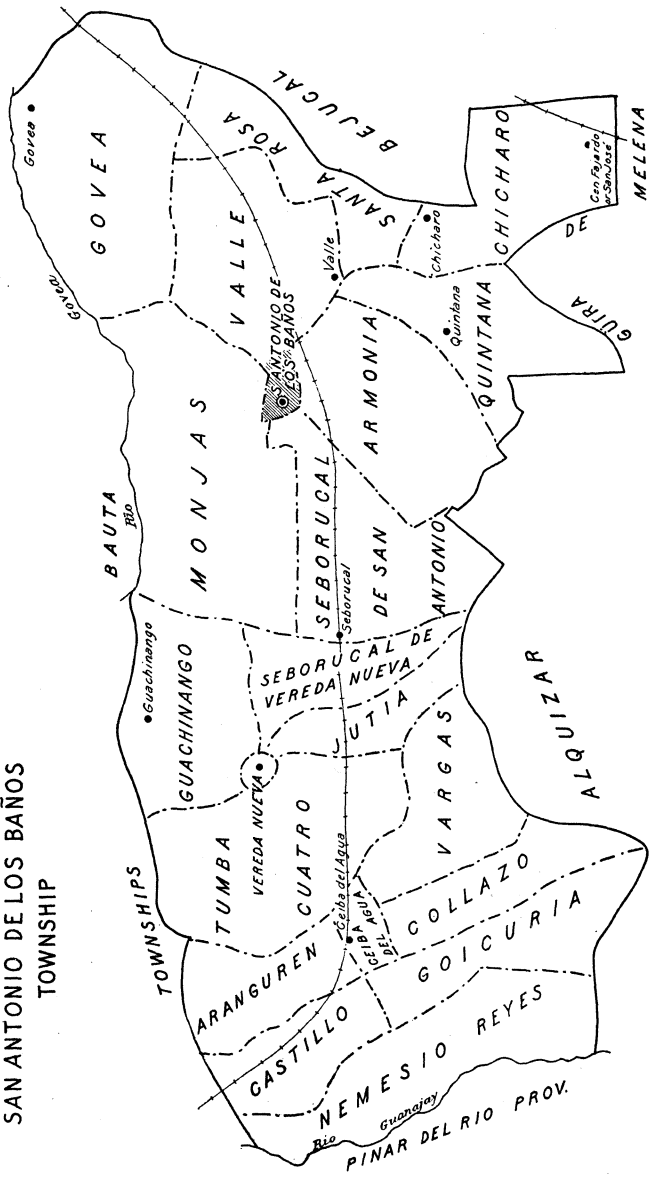 SAN ANTONIO DE LOS BAÑOS
TOWNSHIP
TOWNSHIPS
BAUTA
Rio
Govea
Govea
GOVEA
BEJUCAL
SANTA ROSA
VALLE
Valle
S. ANTONIO DE
LOS BAÑOS
MONJAS
Chicharo
CHICHARO
Cen Fajardo
or San José
MELENA
DE
GÜIRA
Quintana
QUINTANA
ARMONIA
SEBORUCAL
DE SAN
ANTONIO
Seborucal
Guachinango
GUACHINANGO
SEBORUCAL DE
VEREDA NUEVA
JUTIA
VEREDA NUEVA
TUMBA
CUATRO
VARGAS
ALQUIZAR
Ceiba del Agua
CEIBA
DEL AGUA
COLLAZO
GOICURIA
ARANGUREN
CASTILLO
NEMESIO REYES
Rio
Guanajay
PINAR DEL RIO PROV.